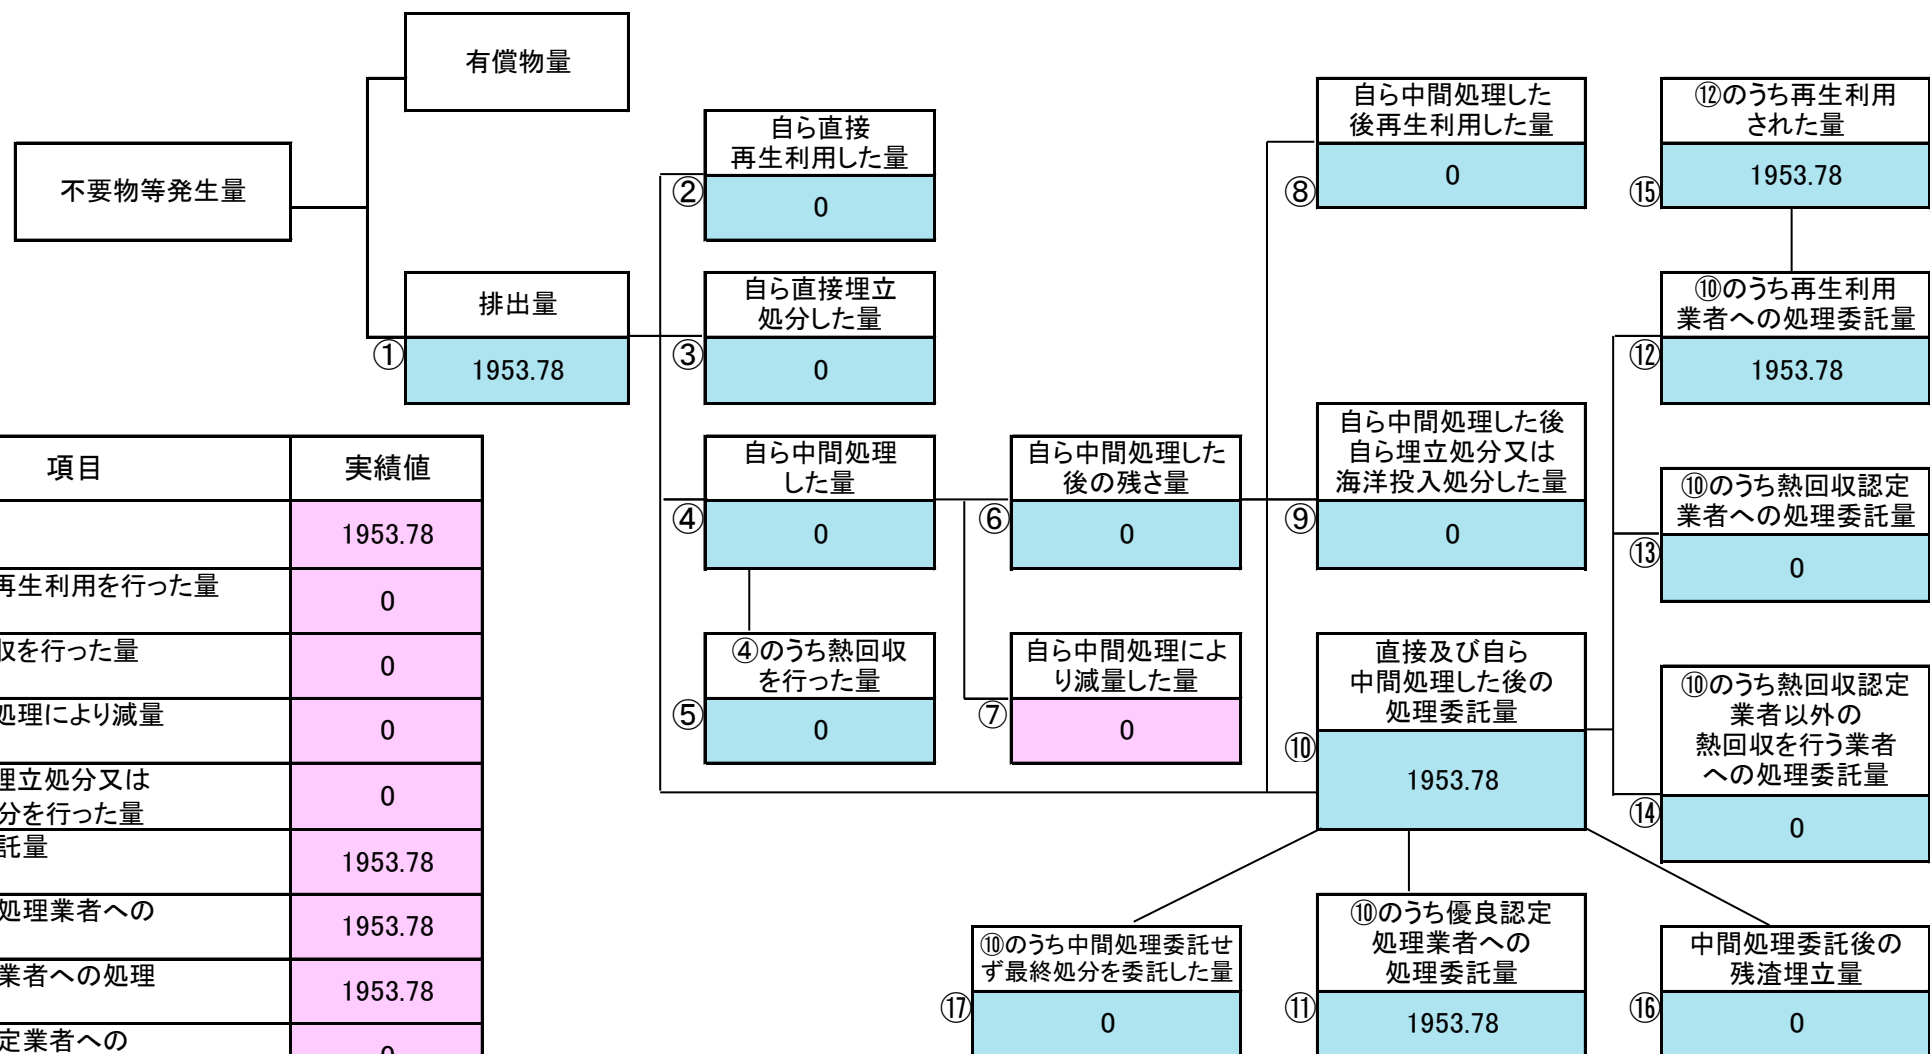 有償物量
不要物等発生量
排出量
①
1953.78
自ら直接
再生利用した量
②
0
自ら直接埋立
処分した量
③
0
自ら中間処理
した量
④
0
④のうち熱回収
を行った量
⑤
0
自ら中間処理した
後の残さ量
⑥
0
自ら中間処理によ
り減量した量
⑦
0
自ら中間処理した
後再生利用した量
⑧
0
自ら中間処理した後
自ら埋立処分又は
海洋投入処分した量
⑨
0
直接及び自ら
中間処理した後の
処理委託量
⑩
1953.78
⑫のうち再生利用
された量
⑮
1953.78
⑩のうち再生利用
業者への処理委託量
⑫
1953.78
⑩のうち熱回収認定
業者への処理委託量
⑬
0
⑩のうち熱回収認定
業者以外の
熱回収を行う業者
への処理委託量
⑭
0
⑩のうち中間処理委託せ
ず最終処分を委託した量
⑰
0
⑩のうち優良認定
処理業者への
処理委託量
⑪
1953.78
中間処理委託後の
残渣埋立量
⑯
0
項目 実績値
1953.78
再生利用を行った量 0
を行った量 0
処理により減量 0
埋立処分又は
分を行った量 0
託量 1953.78
処理業者への 1953.78
業者への処理 1953.78
定業者への 0